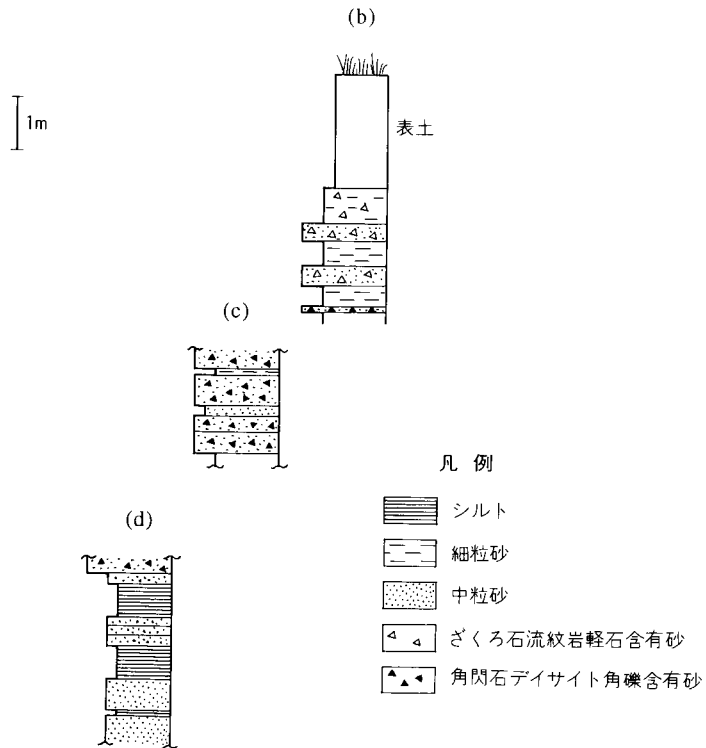 (b)
1m
表土
(c)
(d)
凡 例
シルト
細粒砂
中粒砂
ざくろ石流紋岩軽石含有砂
角閃石デイサイト角礫含有砂